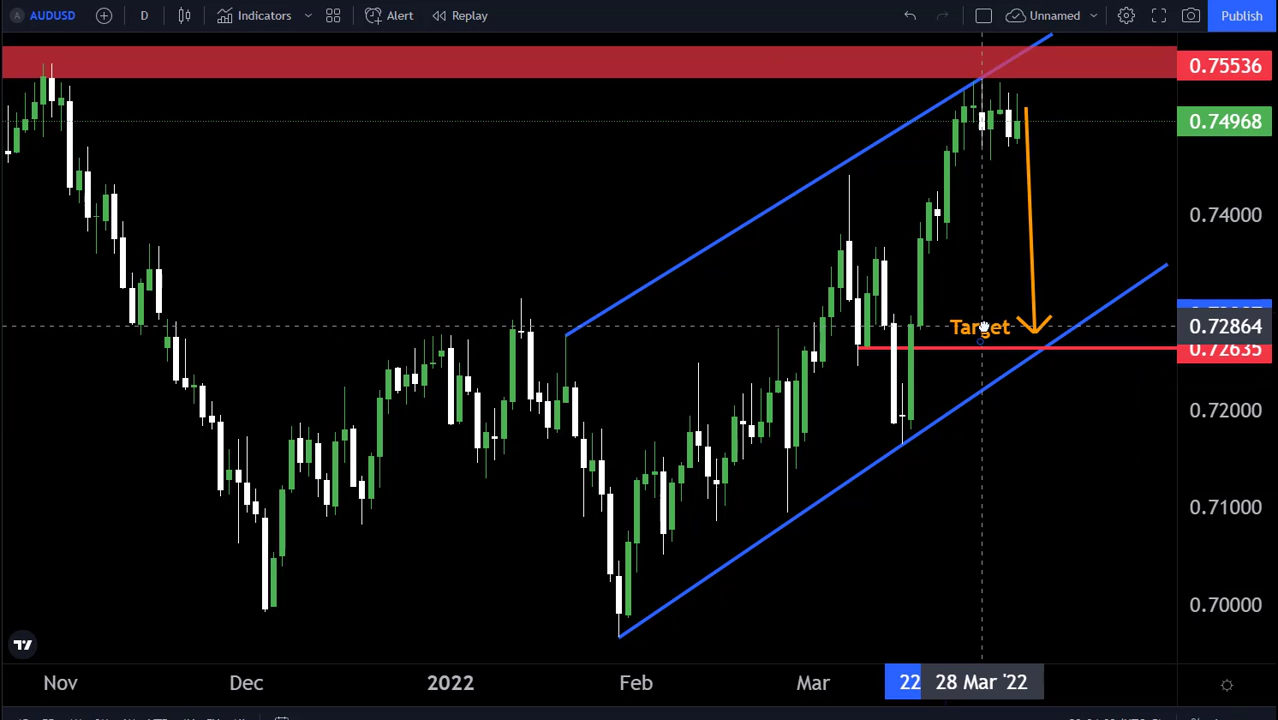 AUDUSD D Indicators Alert Replay Unnamed Publish
0.75536
0.74968
0.74000
Target 0.72864
0.72635
0.72000
0.71000
0.70000
Nov Dec 2022 Feb Mar 22 28 Mar '22